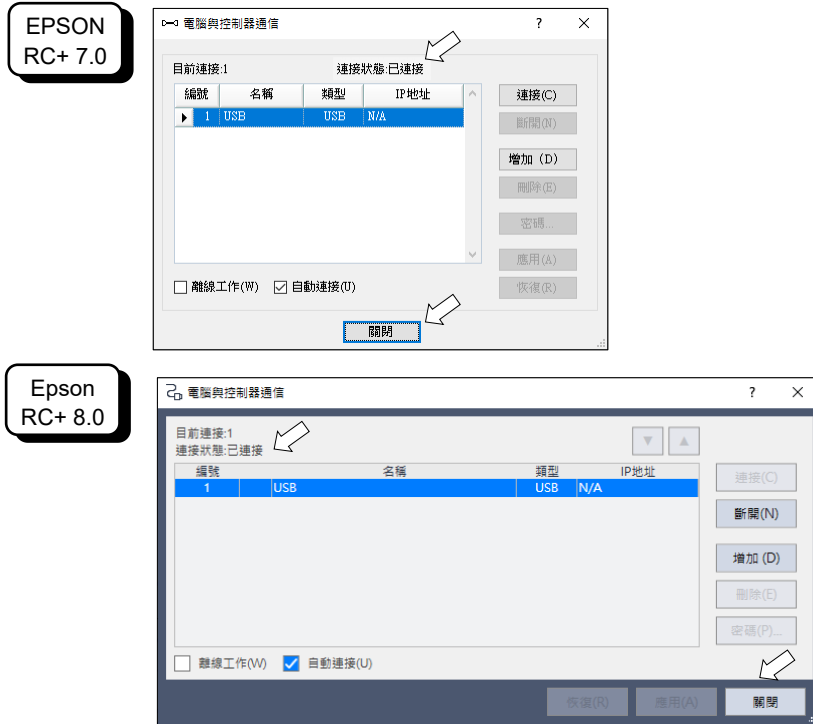 EPSON
RC+ 7.0
電腦與控制器通信 ? ×
目前連接:1 連接狀態:已連接
編號 名稱 類型 IP地址
1 USB USB N/A
連接(C)
斷開(N)
增加 (D)
刪除(E)
密碼...
應用(A)
恢復(R)
離線工作(W) 自動連接(U)
關閉
Epson
RC+ 8.0
電腦與控制器通信 ? ×
目前連接:1
連接狀態:已連接
編號 名稱 類型 IP地址
1 USB USB N/A
連接(C)
斷開(N)
增加 (D)
刪除(E)
密碼(P)...
離線工作(W) 自動連接(U)
恢復(R) 應用(A) 關閉